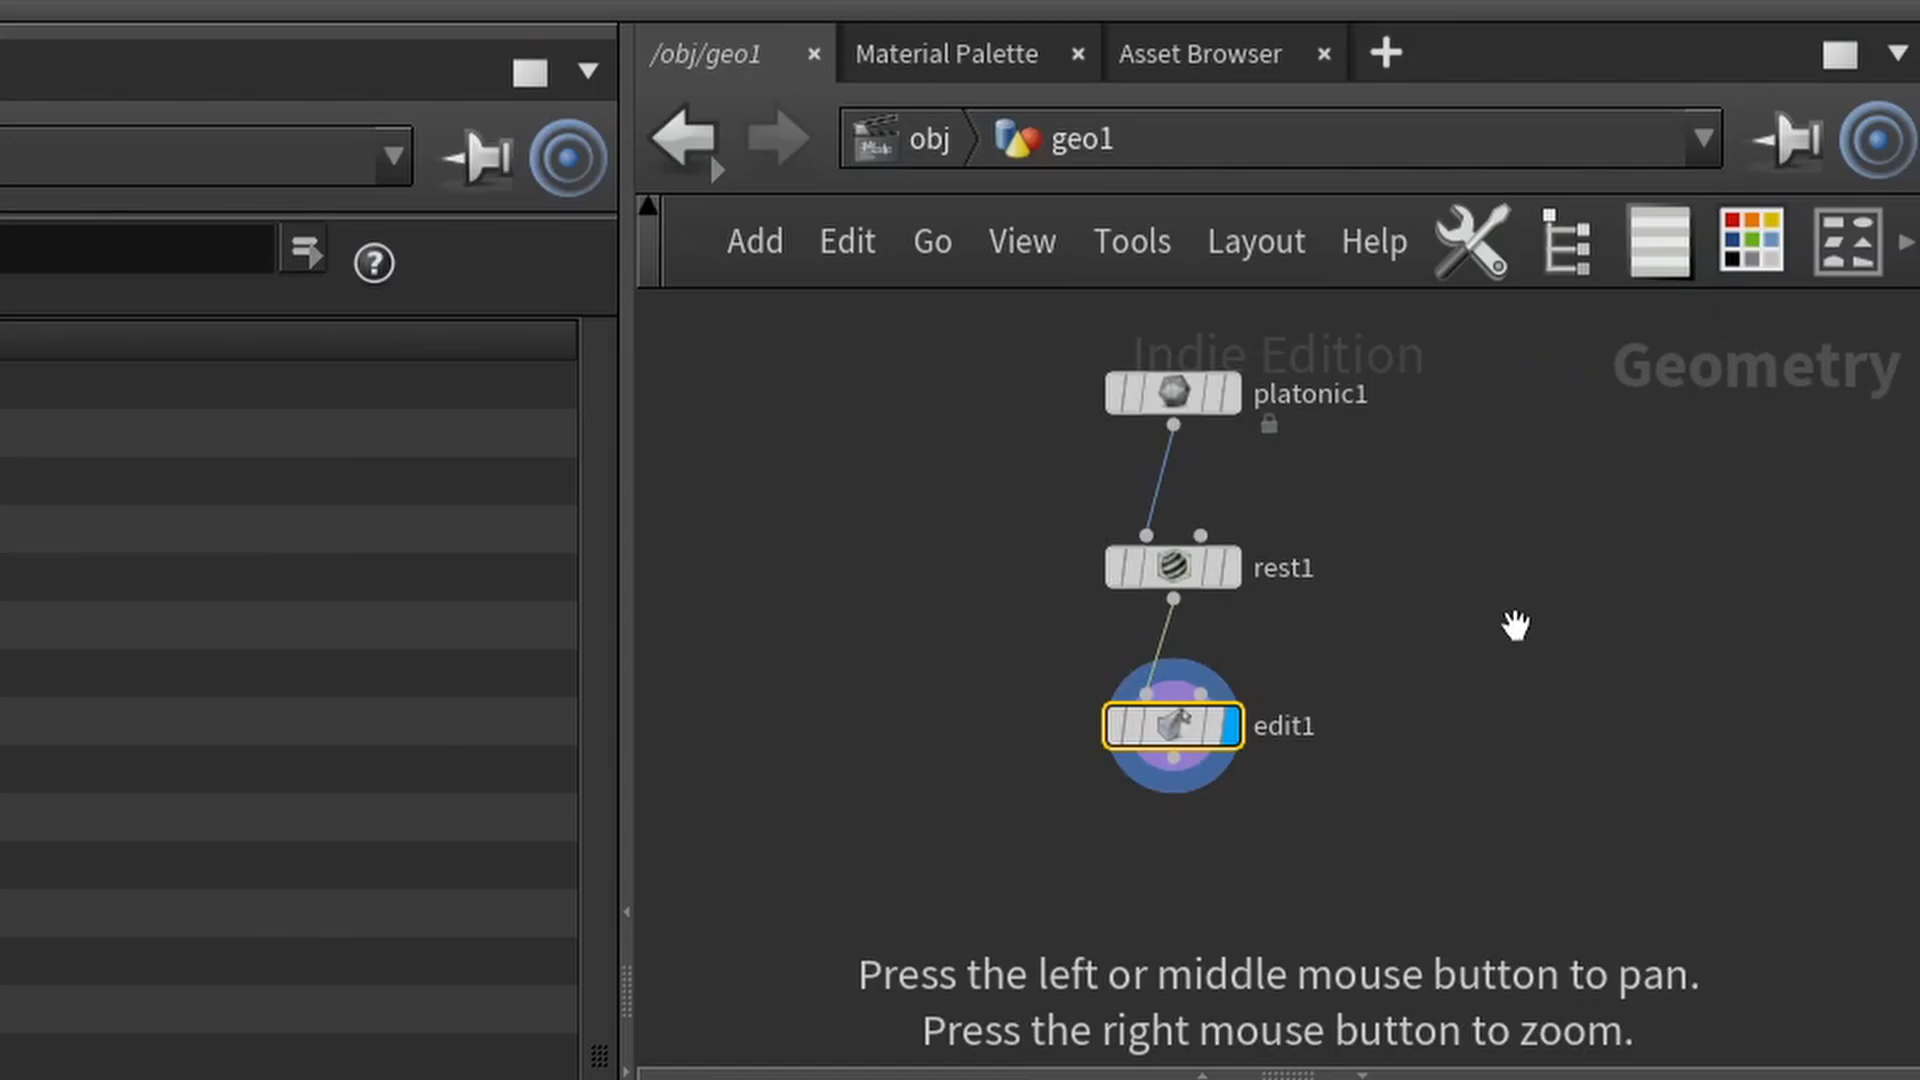 /obj/geo1
Material Palette
Asset Browser
obj
geo1
Add Edit Go View Tools Layout Help
Indie Edition
Geometry
platonic1
rest1
edit1
Press the left or middle mouse button to pan.
Press the right mouse button to zoom.